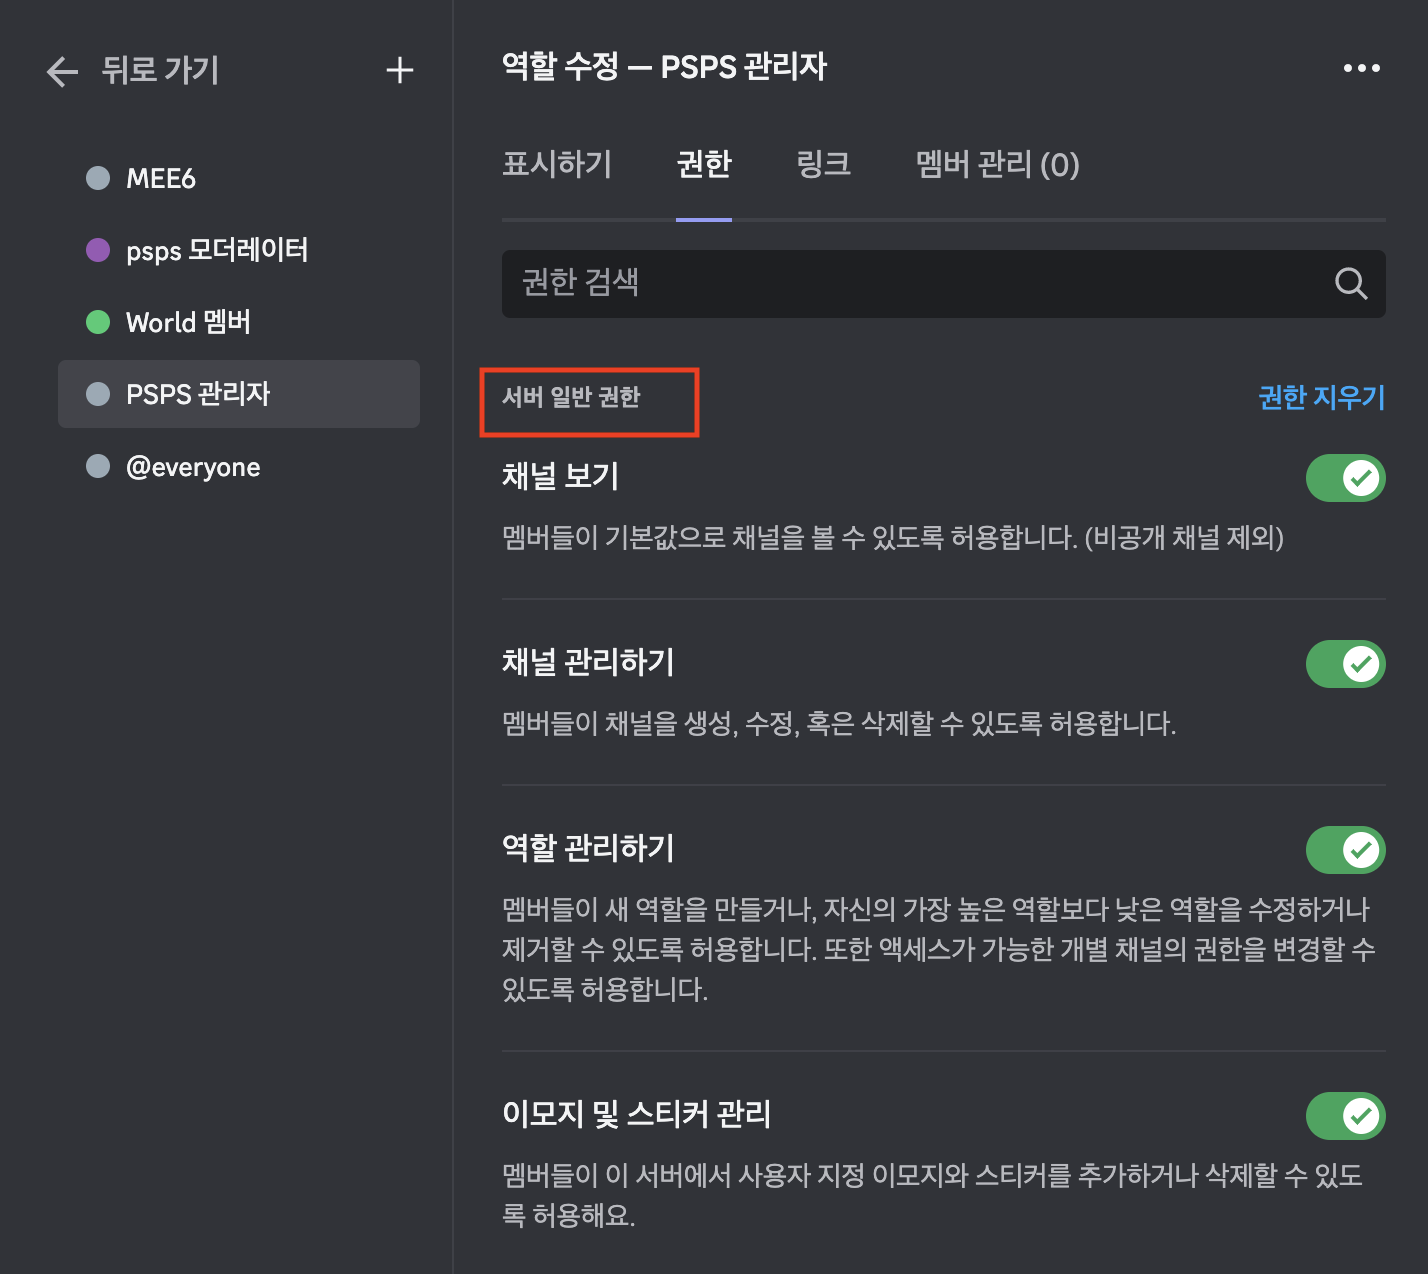 뒤로 가기
MEE6
psps 모더레이터
World 멤버
PSPS 관리자
@everyone
역할 수정 — PSPS 관리자
표시하기 권한 링크 멤버 관리 (0)
권한 검색
서버 일반 권한 권한 지우기
채널 보기
멤버들이 기본값으로 채널을 볼 수 있도록 허용합니다. (비공개 채널 제외)
채널 관리하기
멤버들이 채널을 생성, 수정, 혹은 삭제할 수 있도록 허용합니다.
역할 관리하기
멤버들이 새 역할을 만들거나, 자신의 가장 높은 역할보다 낮은 역할을 수정하거나
제거할 수 있도록 허용합니다. 또한 액세스가 가능한 개별 채널의 권한을 변경할 수
있도록 허용합니다.
이모지 및 스티커 관리
멤버들이 이 서버에서 사용자 지정 이모지와 스티커를 추가하거나 삭제할 수 있도
록 허용해요.